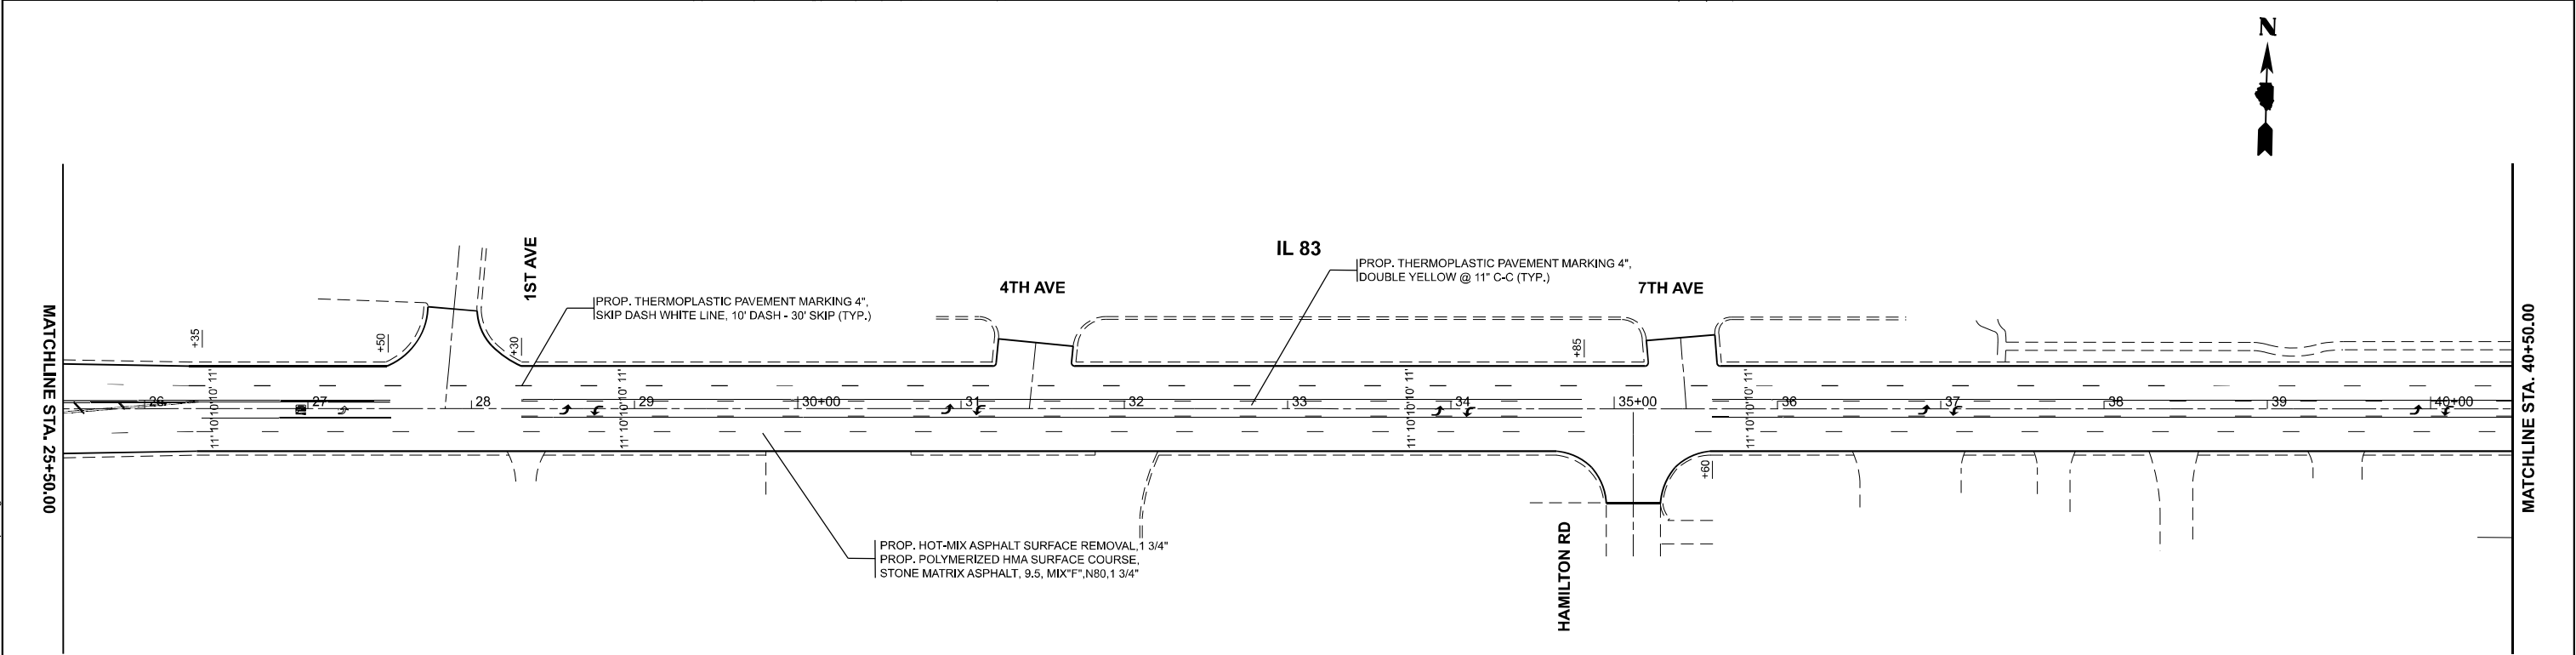 N
IL 83
1ST AVE
4TH AVE
7TH AVE
HAMILTON RD
PROP. THERMOPLASTIC PAVEMENT MARKING 4",
SKIP DASH WHITE LINE, 10' DASH - 30' SKIP (TYP.)
PROP. THERMOPLASTIC PAVEMENT MARKING 4",
DOUBLE YELLOW @ 11" C-C (TYP.)
MATCHLINE STA. 25+50.00
MATCHLINE STA. 40+50.00
+35
+50
+30
+85
+60
26
27
28
29
30+00
31
32
33
34
35+00
36
37
38
39
40+00
11' 10' 10' 10' 11'
11' 10' 10' 10' 11'
11' 10' 10' 10' 11'
11' 10' 10' 10' 11'
PROP. HOT-MIX ASPHALT SURFACE REMOVAL,1 3/4"
PROP. POLYMERIZED HMA SURFACE COURSE,
STONE MATRIX ASPHALT, 9.5, MIX"F",N80,1 3/4"